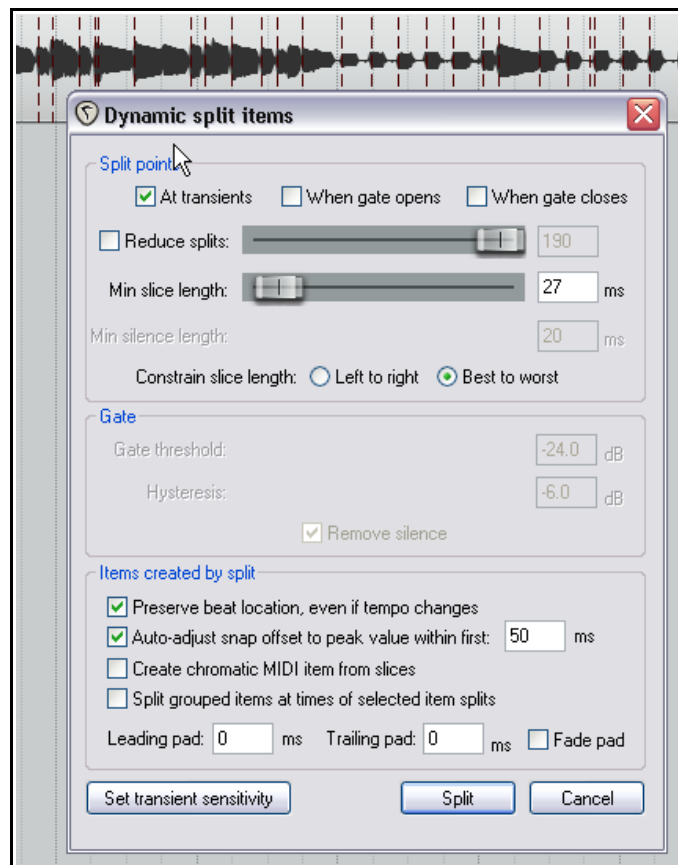 Dynamic split items
Split points
At transients When gate opens When gate closes
Reduce splits: 190
Min slice length: 27 ms
Min silence length: 20 ms
Constrain slice length: Left to right Best to worst
Gate
Gate threshold: -24.0 dB
Hysteresis: -6.0 dB
Remove silence
Items created by split
Preserve beat location, even if tempo changes
Auto-adjust snap offset to peak value within first: 50 ms
Create chromatic MIDI item from slices
Split grouped items at times of selected item splits
Leading pad: 0 ms Trailing pad: 0 ms Fade pad
Set transient sensitivity Split Cancel